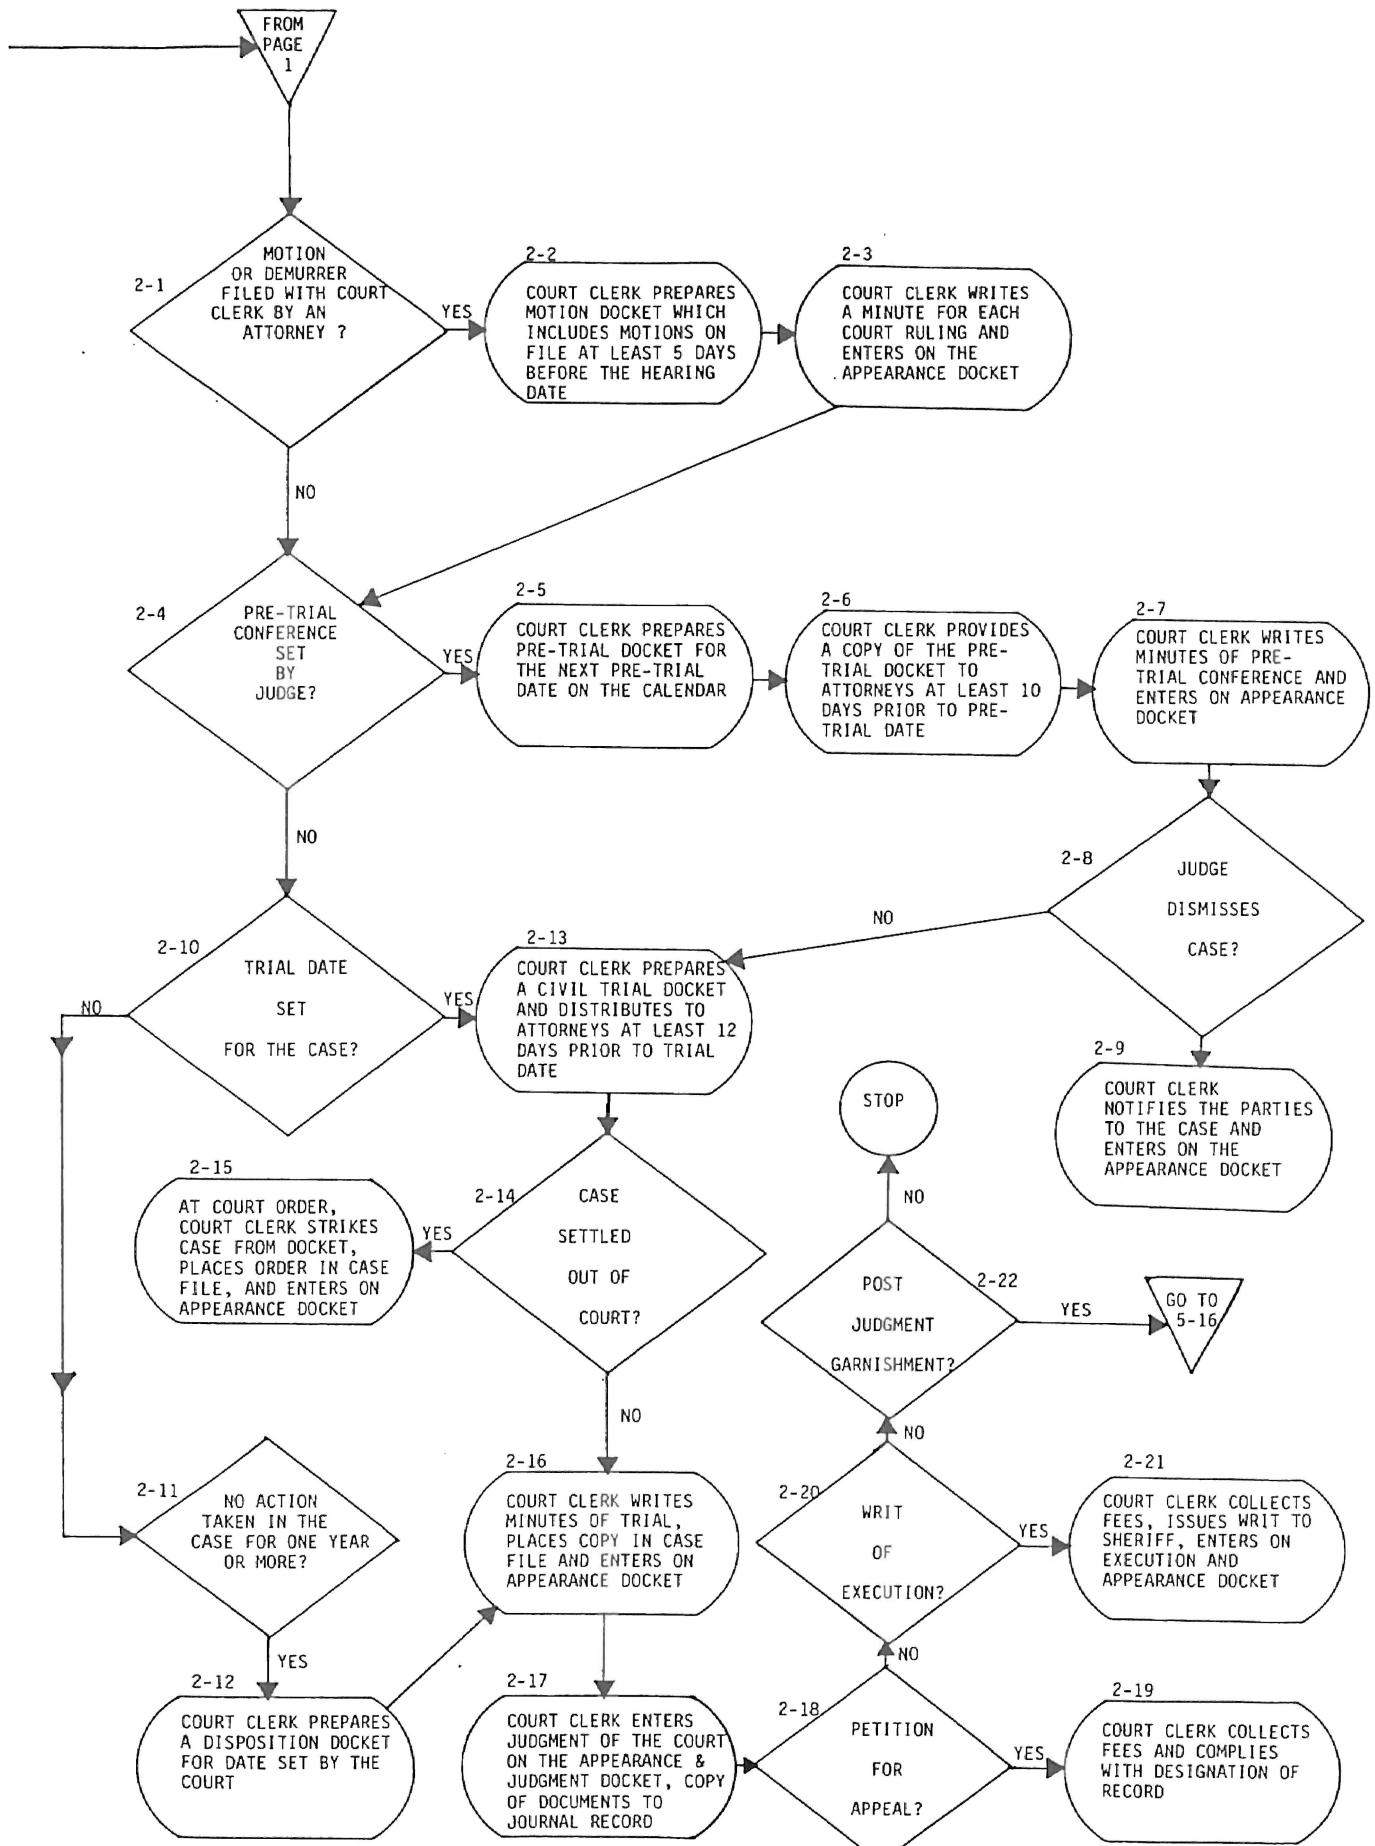 FROM
PAGE
1
2-1
MOTION
OR DEMURRER
FILED WITH COURT
CLERK BY AN
ATTORNEY ?
YES
2-2
COURT CLERK PREPARES
MOTION DOCKET WHICH
INCLUDES MOTIONS ON
FILE AT LEAST 5 DAYS
BEFORE THE HEARING
DATE
2-3
COURT CLERK WRITES
A MINUTE FOR EACH
COURT RULING AND
ENTERS ON THE
APPEARANCE DOCKET
NO
2-4
PRE-TRIAL
CONFERENCE
SET
BY
JUDGE?
YES
2-5
COURT CLERK PREPARES
PRE-TRIAL DOCKET FOR
THE NEXT PRE-TRIAL
DATE ON THE CALENDAR
2-6
COURT CLERK PROVIDES
A COPY OF THE PRE-
TRIAL DOCKET TO
ATTORNEYS AT LEAST 10
DAYS PRIOR TO PRE-
TRIAL DATE
2-7
COURT CLERK WRITES
MINUTES OF PRE-
TRIAL CONFERENCE AND
ENTERS ON APPEARANCE
DOCKET
NO
2-8
JUDGE
DISMISSES
CASE?
NO
2-9
COURT CLERK
NOTIFIES THE PARTIES
TO THE CASE AND
ENTERS ON THE
APPEARANCE DOCKET
2-10
TRIAL DATE
SET
FOR THE CASE?
NO
YES
2-13
COURT CLERK PREPARES
A CIVIL TRIAL DOCKET
AND DISTRIBUTES TO
ATTORNEYS AT LEAST 12
DAYS PRIOR TO TRIAL
DATE
2-14
CASE
SETTLED
OUT OF
COURT?
YES
2-15
AT COURT ORDER,
COURT CLERK STRIKES
CASE FROM DOCKET,
PLACES ORDER IN CASE
FILE, AND ENTERS ON
APPEARANCE DOCKET
NO
2-11
NO ACTION
TAKEN IN THE
CASE FOR ONE YEAR
OR MORE?
YES
2-12
COURT CLERK PREPARES
A DISPOSITION DOCKET
FOR DATE SET BY THE
COURT
2-16
COURT CLERK WRITES
MINUTES OF TRIAL,
PLACES COPY IN CASE
FILE AND ENTERS ON
APPEARANCE DOCKET
2-17
COURT CLERK ENTERS
JUDGMENT OF THE COURT
ON THE APPEARANCE &
JUDGMENT DOCKET, COPY
OF DOCUMENTS TO
JOURNAL RECORD
2-18
PETITION
FOR
APPEAL?
YES
2-19
COURT CLERK COLLECTS
FEES AND COMPLIES
WITH DESIGNATION OF
RECORD
NO
2-20
WRIT
OF
EXECUTION?
YES
2-21
COURT CLERK COLLECTS
FEES, ISSUES WRIT TO
SHERIFF, ENTERS ON
EXECUTION AND
APPEARANCE DOCKET
NO
2-22
POST
JUDGMENT
GARNISHMENT?
YES
GO TO
5-16
NO
STOP